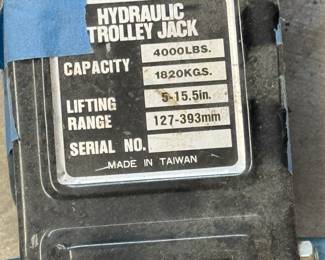 HYDRAULIC
TROLLEY JACK
CAPACITY 4000LBS.
1820KGS.
LIFTING RANGE 5-15.5in.
127-393mm
SERIAL NO.
MADE IN TAIWAN